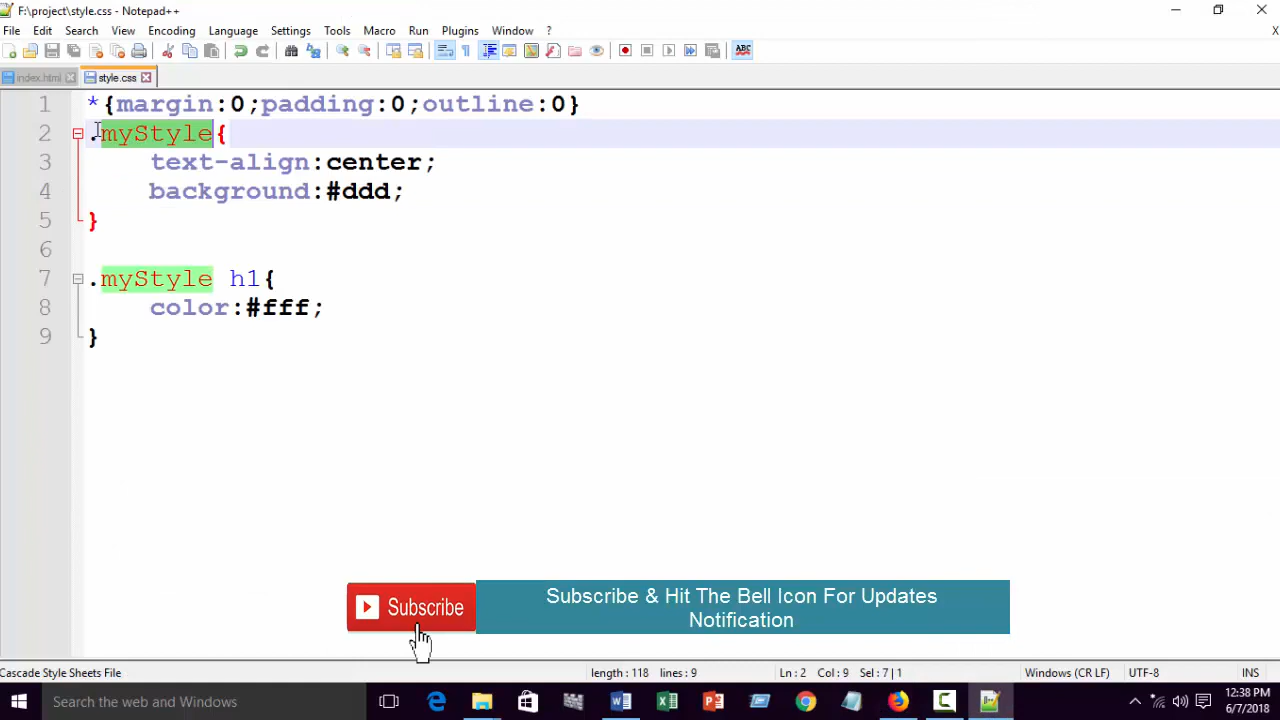 F:\project\style.css - Notepad++
File Edit Search View Encoding Language Settings Tools Macro Run Plugins Window ? X
index.html style.css
1 *{margin:0;padding:0;outline:0}
2 .myStyle{
3 text-align:center;
4 background:#ddd;
5 }
6
7 .myStyle h1{
8 color:#fff;
9 }
Subscribe
Subscribe & Hit The Bell Icon For Updates
Notification
Cascade Style Sheets File length : 118 lines : 9 Ln : 2 Col : 9 Sel : 7 | 1 Windows (CR LF) UTF-8 INS
Search the web and Windows
12:38 PM
6/7/2018